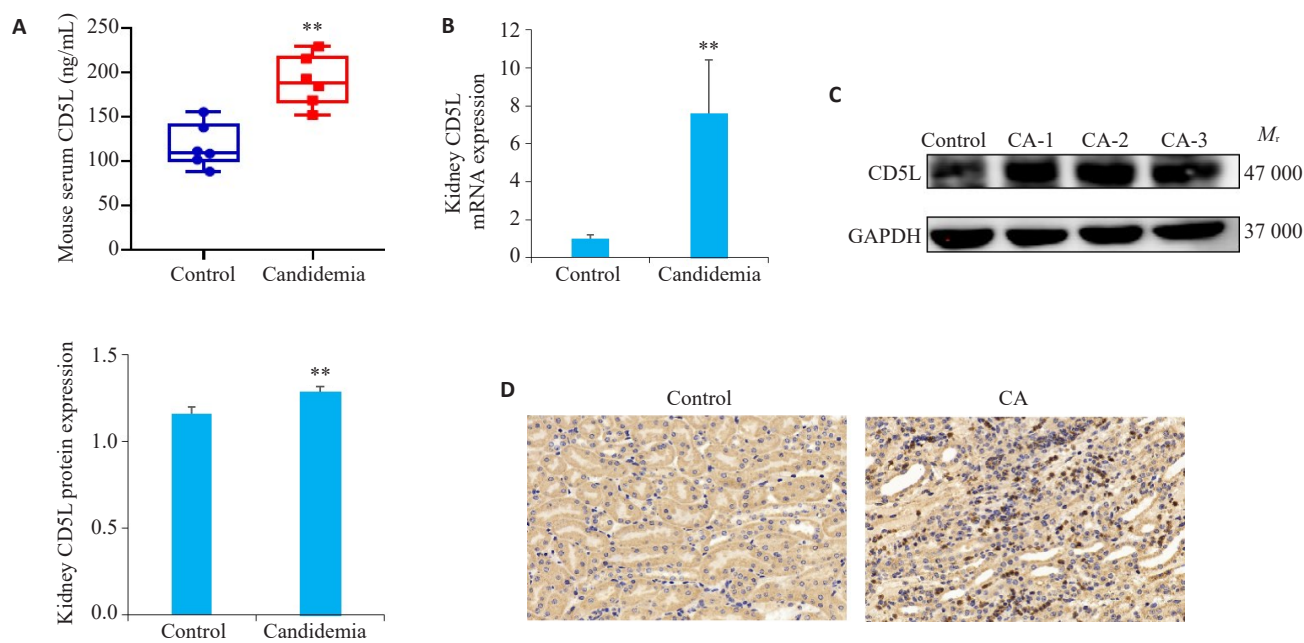 A
Mouse serum CD5L (ng/mL)
250
200
150
100
50
0
**
Control
Candidemia
B
Kidney CD5L
mRNA expression
12
10
8
6
4
2
0
**
Control
Candidemia
C
Control CA-1 CA-2 CA-3 Mr
CD5L 47 000
GAPDH 37 000
Kidney CD5L protein expression
1.5
1.0
0.5
0.0
**
Control
Candidemia
D
Control
CA